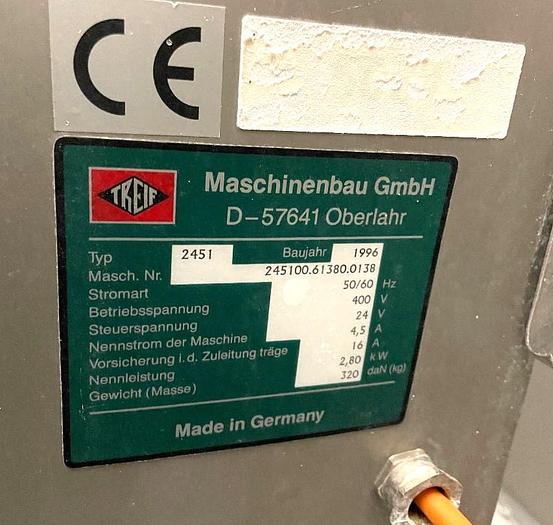 CE
TREIF
Maschinenbau GmbH
D-57641 Oberlahr
Typ 2451 Baujahr 1996
Masch. Nr. 245100.61380.0138
Stromart 50/60 Hz
Betriebsspannung 400 V
Steuerspannung 24 V
Nennstrom der Maschine 4,5 A
Vorsicherung i.d. Zuleitung träge 16 A
Nennleistung 2,80 kW
Gewicht (Masse) 320 daN (kg)
Made in Germany